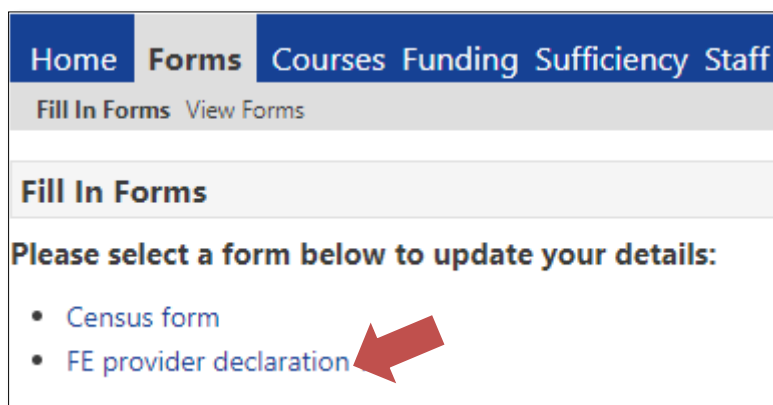 Home Forms Courses Funding Sufficiency Staff
Fill In Forms View Forms
Fill In Forms
Please select a form below to update your details:
• Census form
• FE provider declaration